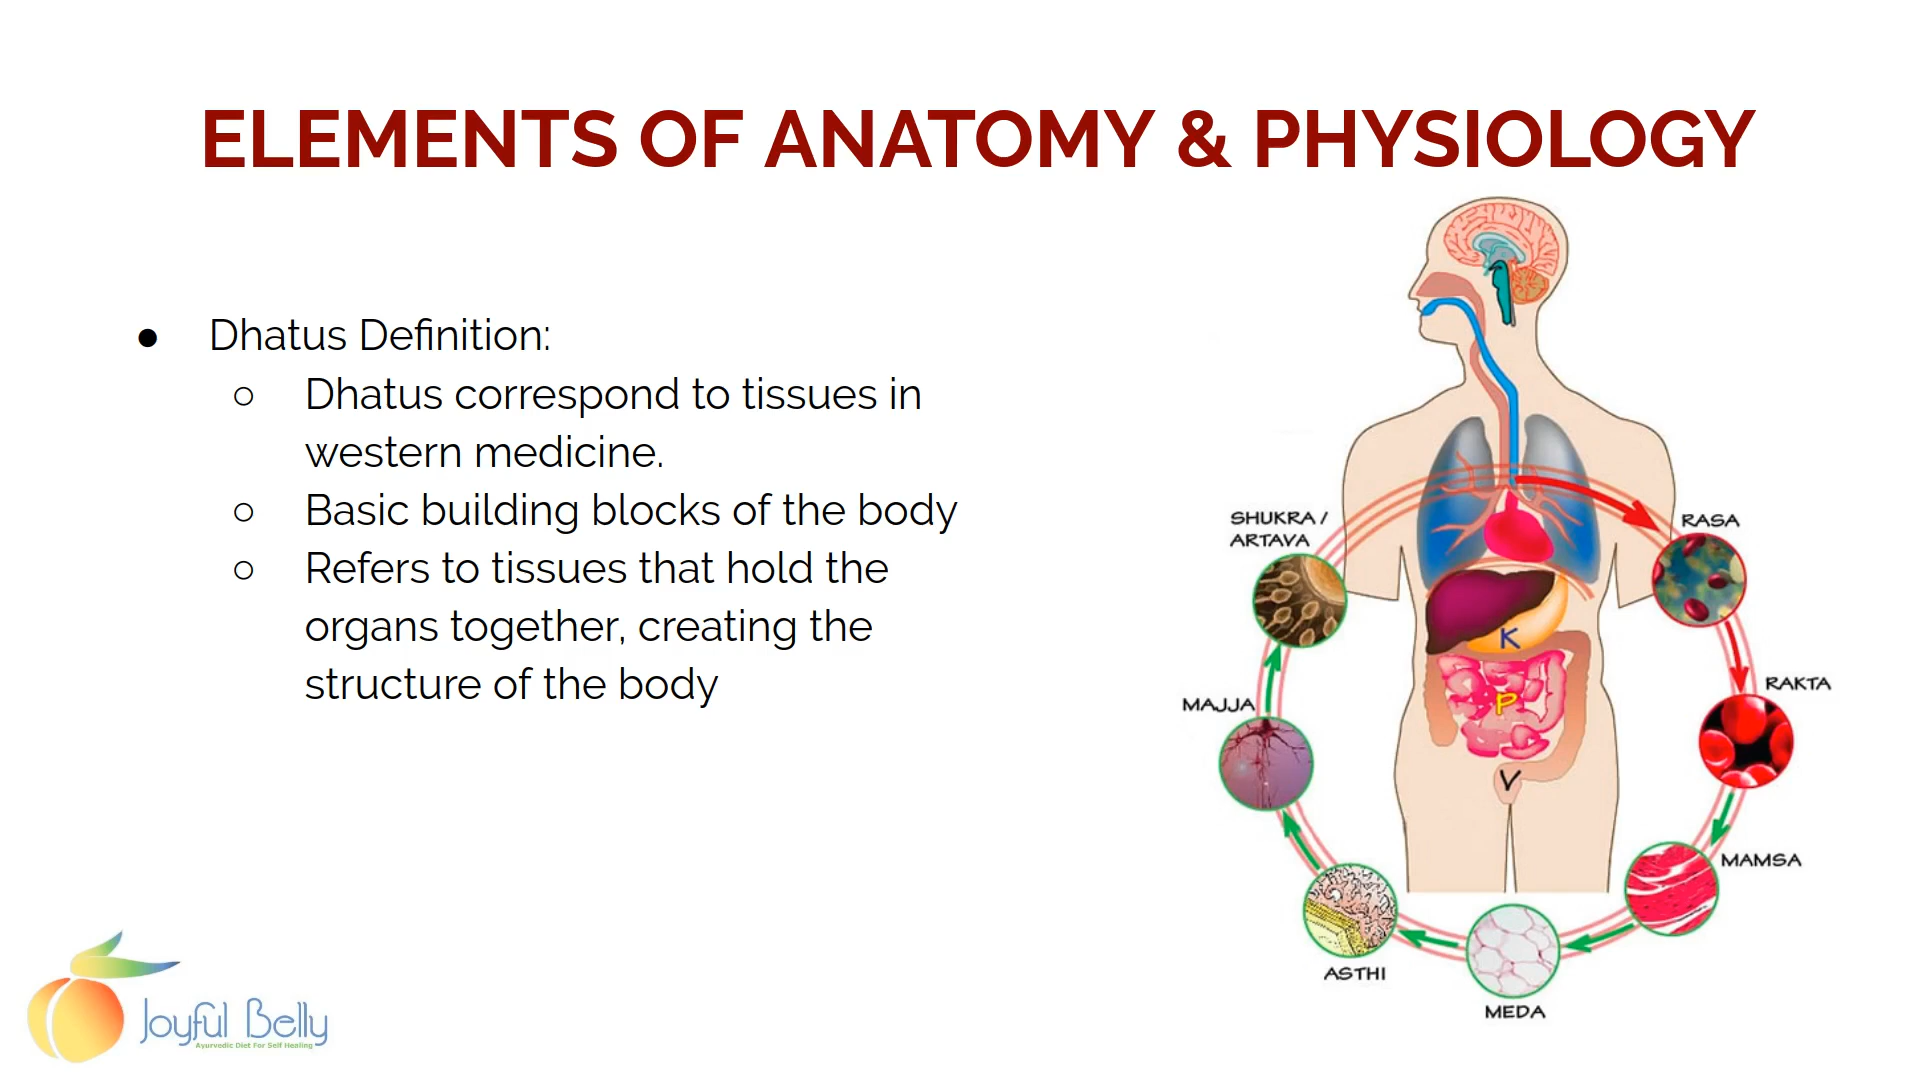 ELEMENTS OF ANATOMY & PHYSIOLOGY
● Dhatus Definition:
○ Dhatus correspond to tissues in
western medicine.
○ Basic building blocks of the body
○ Refers to tissues that hold the
organs together, creating the
structure of the body
SHUKRA /
ARTAVA
RASA
K
MAJJA
P
RAKTA
V
MAMSA
ASTHI
MEDA
Joyful Belly
Ayurvedic Diet For Self Healing